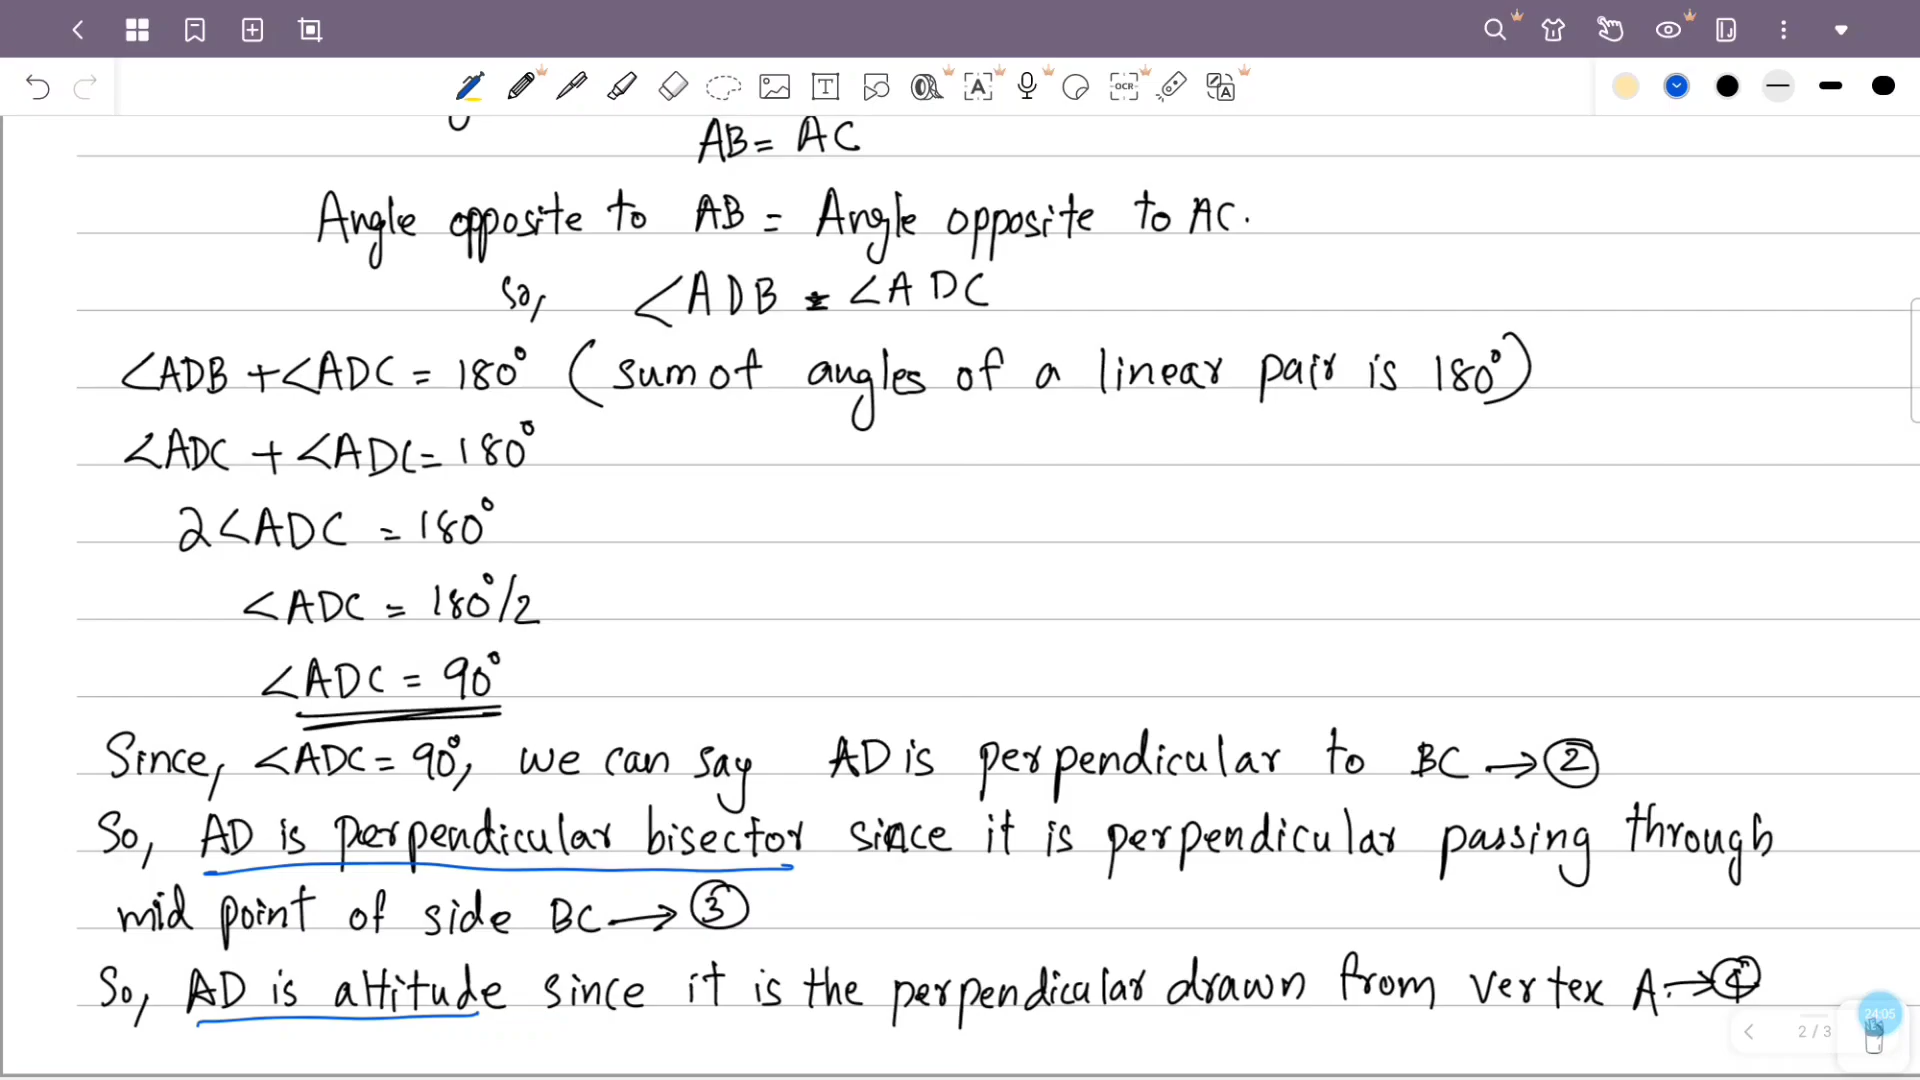 AB = AC
Angle opposite to AB = Angle opposite to AC.
so, ∠ADB = ∠ADC
∠ADB + ∠ADC = 180° (sum of angles of a linear pair is 180°)
∠ADC + ∠ADC = 180°
2∠ADC = 180°
∠ADC = 180°/2
∠ADC = 90°
Since, ∠ADC = 90°, we can say AD is perpendicular to BC → ②
So, AD is perpendicular bisector since it is perpendicular passing through
mid point of side BC → ③
So, AD is altitude since it is the perpendicular drawn from vertex A. → ④
24:05
2 / 3